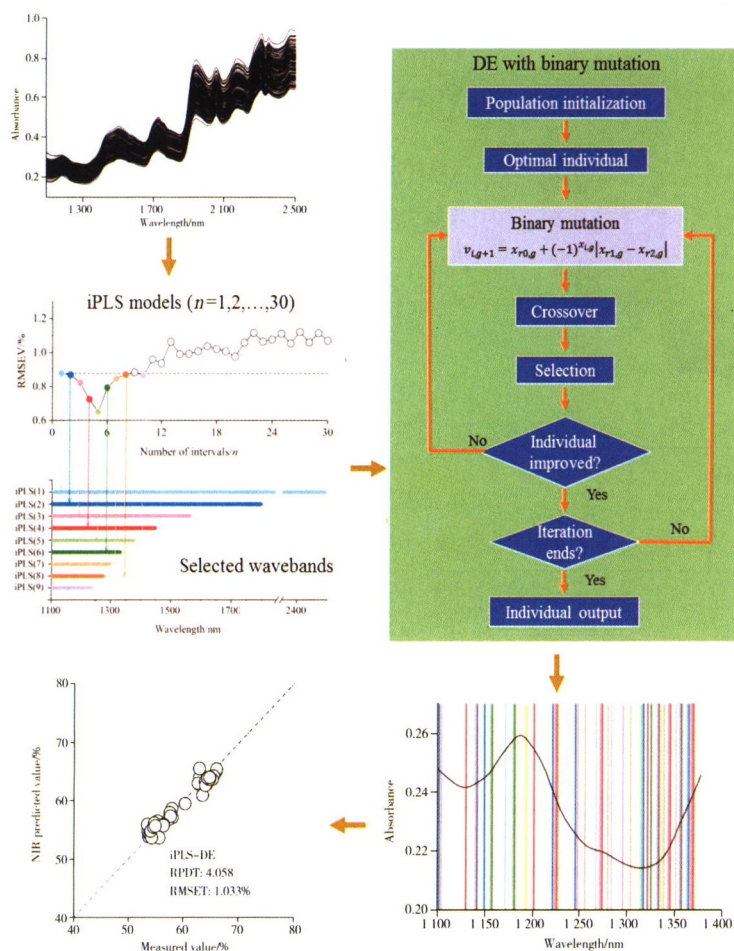 1.0
0.8
0.6
0.4
0.2
Absorbance
1 300 1 700 2 100 2 500
Wavelength/nm
iPLS models (n=1,2,…,30)
1.2
1.0
0.8
0.6
RMSEV/%
0 6 12 18 24 30
Number of intervals/n
iPLS(1)
iPLS(2)
iPLS(3)
iPLS(4)
iPLS(5)
iPLS(6)
iPLS(7)
iPLS(8)
iPLS(9)
Selected wavebands
1100 1300 1500 1700 2400
Wavelength/nm
DE with binary mutation
Population initialization
Optimal individual
Binary mutation
v_{i,g+1} = x_{r0,g} + (-1)^{x_{i,g}}|x_{r1,g} - x_{r2,g}|
Crossover
Selection
Individual
improved?
No
Yes
Iteration
ends?
No
Yes
Individual output
0.26
0.24
0.22
0.20
Absorbance
1 100 1 150 1 200 1 250 1 300 1 350 1 400
Wavelength/nm
80
70
60
50
40
NIR predicted value/%
iPLS-DE
RPDT: 4.058
RMSET: 1.033%
40 50 60 70 80
Measured value/%